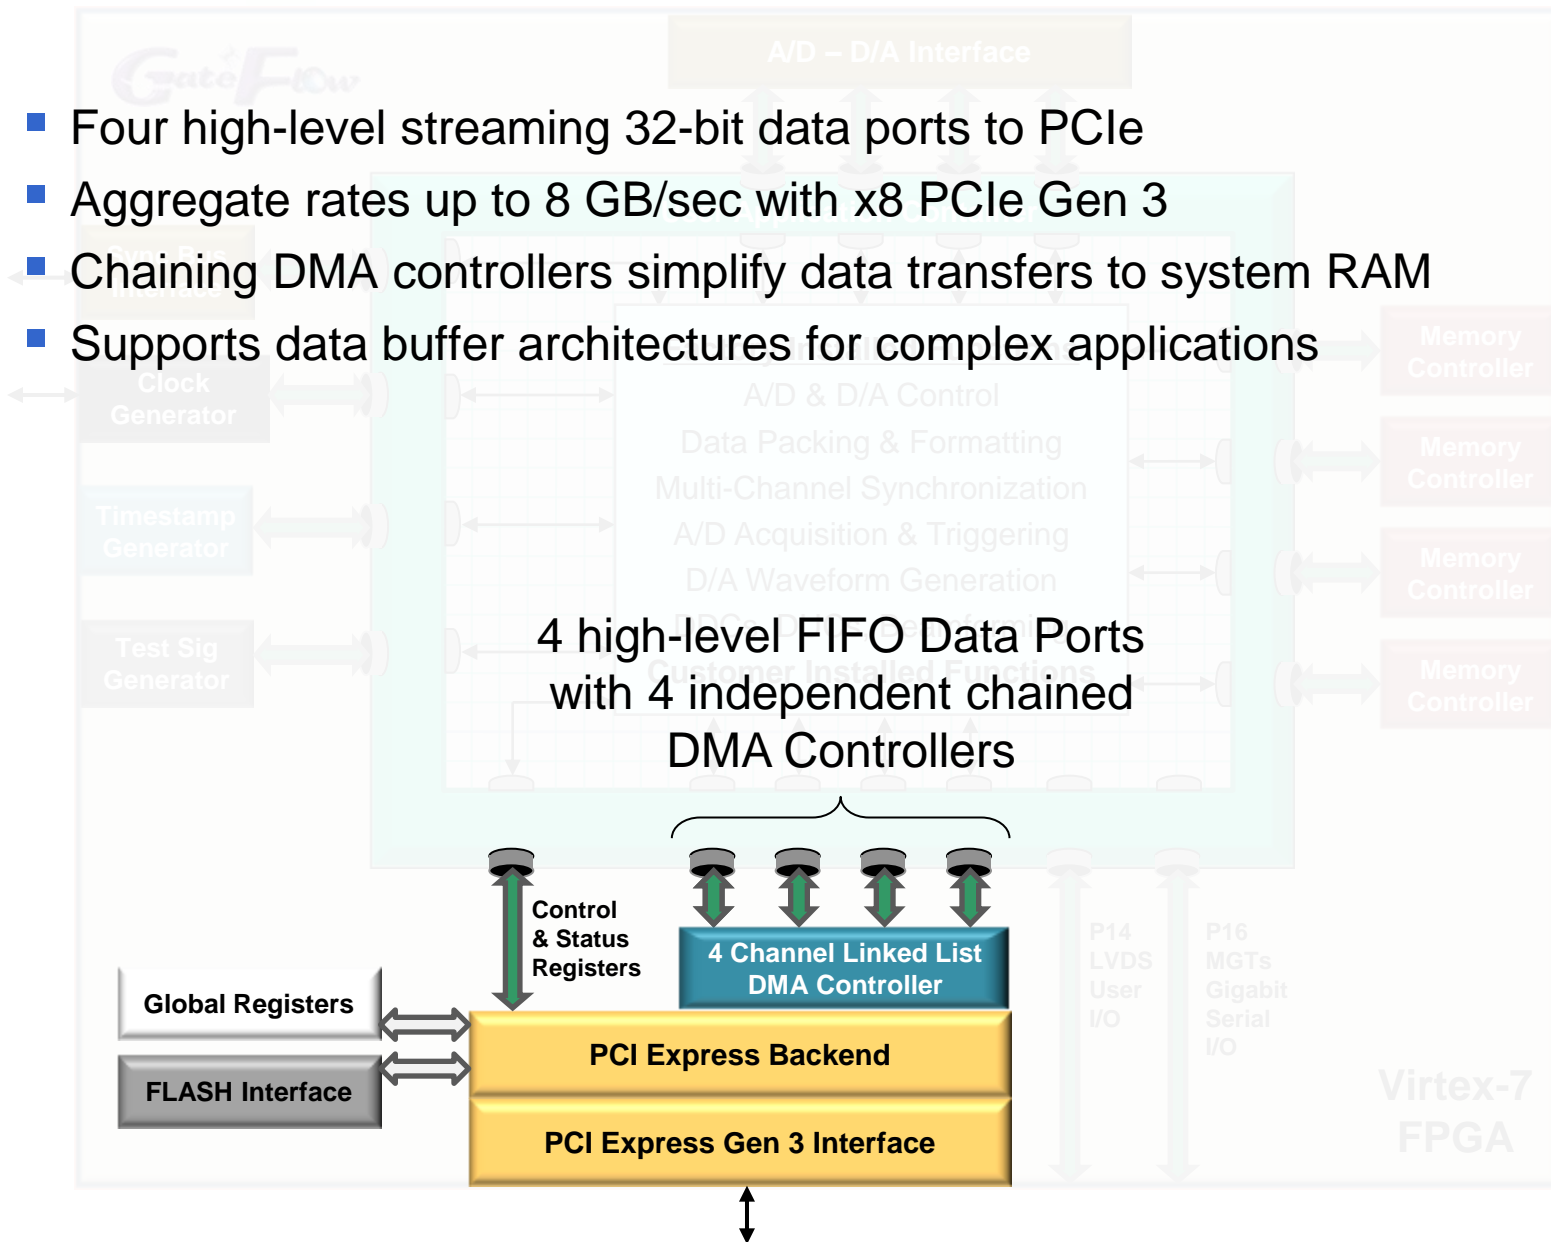 GateFlow
A/D – D/A Interface
Four high-level streaming 32-bit data ports to PCIe
Aggregate rates up to 8 GB/sec with x8 PCIe Gen 3
Chaining DMA controllers simplify data transfers to system RAM
Supports data buffer architectures for complex applications
Clock
Generator
Timestamp
Generator
Test Sig
Generator
A/D & D/A Control
Data Packing & Formatting
Multi-Channel Synchronization
A/D Acquisition & Triggering
D/A Waveform Generation
Customer Installed Functions
Memory
Controller
Memory
Controller
Memory
Controller
Memory
Controller
4 high-level FIFO Data Ports
with 4 independent chained
DMA Controllers
Control
& Status
Registers
4 Channel Linked List
DMA Controller
P14
LVDS
User
I/O
P16
MGTs
Gigabit
Serial
I/O
Global Registers
FLASH Interface
PCI Express Backend
PCI Express Gen 3 Interface
Virtex-7
FPGA